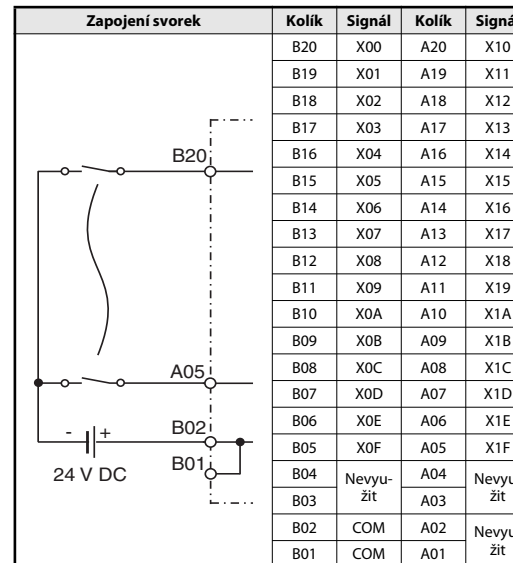 Zapojení svorek Kolík Signál Kolík Signá
B20 X00 A20 X10
B19 X01 A19 X11
B18 X02 A18 X12
B17 X03 A17 X13
B16 X04 A16 X14
B15 X05 A15 X15
B14 X06 A14 X16
B13 X07 A13 X17
B12 X08 A12 X18
B11 X09 A11 X19
B10 X0A A10 X1A
B09 X0B A09 X1B
B08 X0C A08 X1C
B07 X0D A07 X1D
B06 X0E A06 X1E
B05 X0F A05 X1F
B04 Nevyu- A04 Nevyu
B03 žit A03 žit
B02 COM A02 Nevyu
B01 COM A01 žit
B20
A05
B02
- +
B01
24 V DC